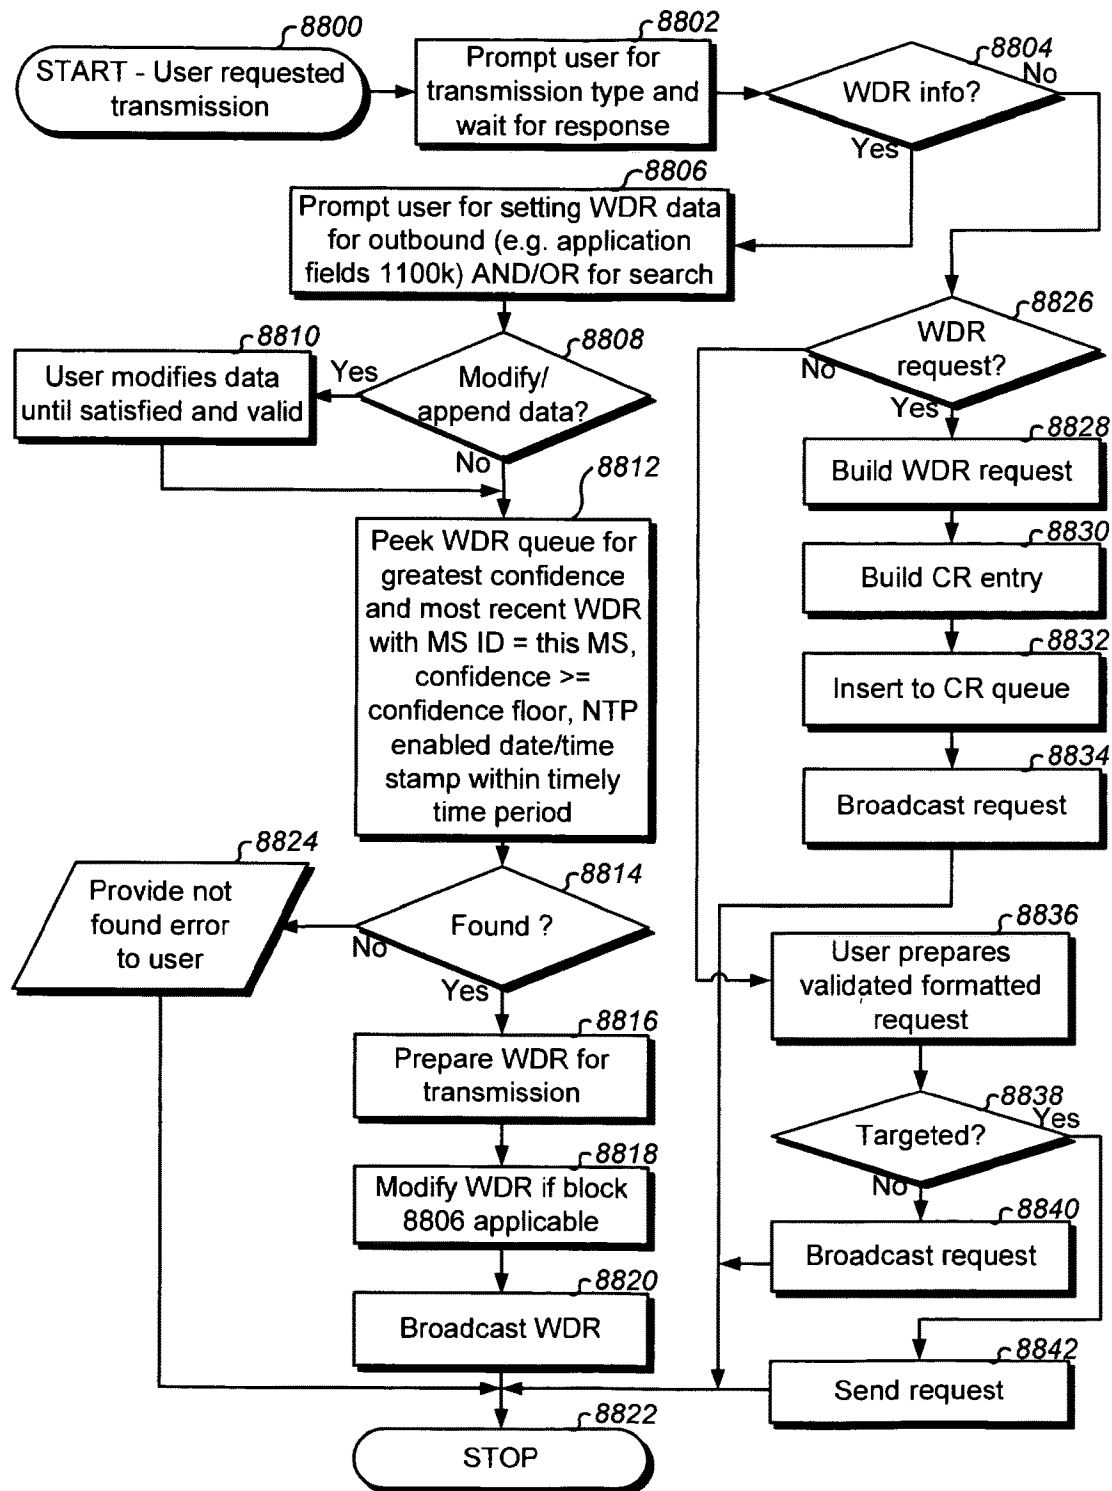 8800
START - User requested
transmission
8802
Prompt user for
transmission type and
wait for response
8804
WDR info?
No
Yes
8806
Prompt user for setting WDR data
for outbound (e.g. application
fields 1100k) AND/OR for search
8808
Modify/
append data?
Yes
No
8810
User modifies data
until satisfied and valid
8812
Peek WDR queue for
greatest confidence
and most recent WDR
with MS ID = this MS,
confidence >=
confidence floor, NTP
enabled date/time
stamp within timely
time period
8814
Found ?
No
Yes
8824
Provide not
found error
to user
8816
Prepare WDR for
transmission
8818
Modify WDR if block
8806 applicable
8820
Broadcast WDR
8822
STOP
8826
WDR
request?
No
Yes
8828
Build WDR request
8830
Build CR entry
8832
Insert to CR queue
8834
Broadcast request
8836
User prepares
validated formatted
request
8838
Targeted?
Yes
No
8840
Broadcast request
8842
Send request